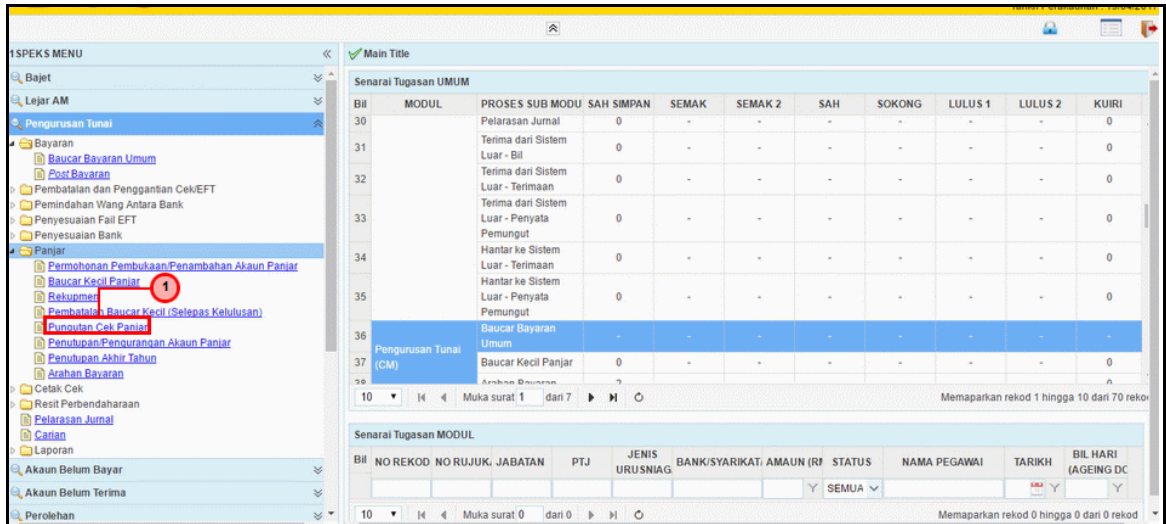 1SPEKS MENU
Bajet
Lejar AM
Pengurusan Tunai
Bayaran
Baucar Bayaran Umum
Post Bayaran
Pembatalan dan Penggantian Cek/EFT
Pemindahan Wang Antara Bank
Penyesuaian Fail EFT
Penyesuaian Bank
Panjar
Permohonan Pembukaan/Penambahan Akaun Panjar
Baucar Kecil Panjar
1
Rekupmen
Pembatalan Baucar Kecil (Selepas Kelulusan)
Pungutan Cek Panjar
Penutupan/Pengurangan Akaun Panjar
Penutupan Akhir Tahun
Arahan Bayaran
Cetak Cek
Resit Perbendaharaan
Pelarasan Jurnal
Carian
Laporan
Akaun Belum Bayar
Akaun Belum Terima
Perolehan
Main Title
Senarai Tugasan UMUM
Bil MODUL PROSES SUB MODU SAH SIMPAN SEMAK SEMAK 2 SAH SOKONG LULUS 1 LULUS 2 KUIRI
30 Pelarasan Jurnal 0 - - - - - - 0
31 Terima dari Sistem Luar - Bil 0 - - - - - - 0
32 Terima dari Sistem Luar - Terimaan 0 - - - - - - 0
33 Terima dari Sistem Luar - Penyata Pemungut 0 - - - - - - 0
34 Hantar ke Sistem Luar - Terimaan 0 - - - - - - 0
35 Hantar ke Sistem Luar - Penyata Pemungut 0 - - - - - - 0
36 Pengurusan Tunai (CM) Baucar Bayaran Umum - - - - - - - -
37 Baucar Kecil Panjar 0 - - - - - - 0
10 Muka surat 1 dari 7 Memaparkan rekod 1 hingga 10 dari 70 reko
Senarai Tugasan MODUL
Bil NO REKOD NO RUJUK. JABATAN PTJ JENIS URUSNIAG BANK/SYARIKAT/ AMAUN (RM STATUS NAMA PEGAWAI TARIKH BIL HARI (AGEING DC
SEMUA
10 Muka surat 0 dari 0 Memaparkan rekod 0 hingga 0 dari 0 rekod